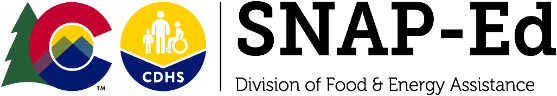 SNAP-Ed
CDHS
Division of Food & Energy Assistance
TM